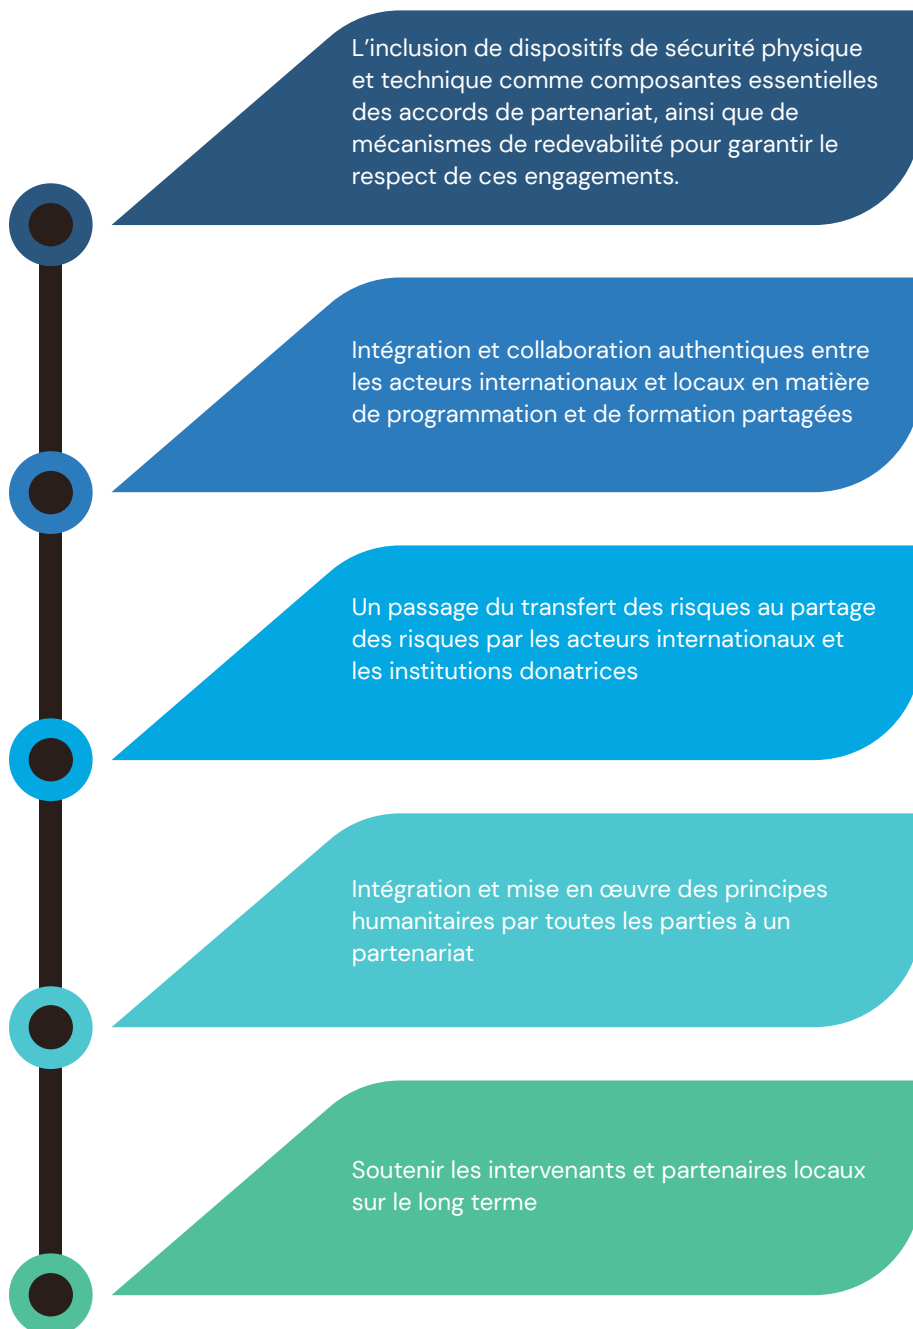 L’inclusion de dispositifs de sécurité physique
et technique comme composantes essentielles
des accords de partenariat, ainsi que de
mécanismes de redevabilité pour garantir le
respect de ces engagements.
Intégration et collaboration authentiques entre
les acteurs internationaux et locaux en matière
de programmation et de formation partagées
Un passage du transfert des risques au partage
des risques par les acteurs internationaux et
les institutions donatrices
Intégration et mise en œuvre des principes
humanitaires par toutes les parties à un
partenariat
Soutenir les intervenants et partenaires locaux
sur le long terme